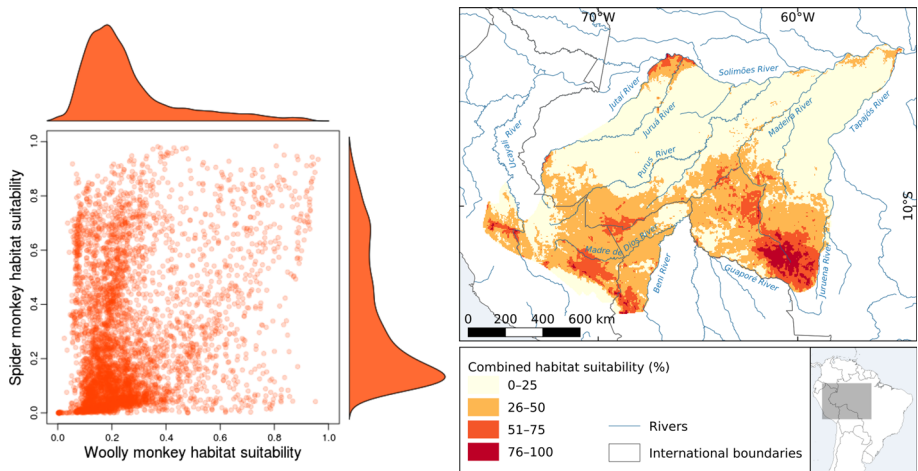 70°W
60°W
10°S
Solimões River
Jutaí River
Juruá River
Madeira River
Tapajós River
Ucayali River
Purus River
Madre de Dios River
Beni River
Guaporé River
Juruena River
0 200 400 600 km
1.0
0.8
0.6
0.4
0.2
0.0
Spider monkey habitat suitability
0.0 0.2 0.4 0.6 0.8 1.0
Woolly monkey habitat suitability
Combined habitat suitability (%)
0–25
26–50
51–75
76–100
Rivers
International boundaries